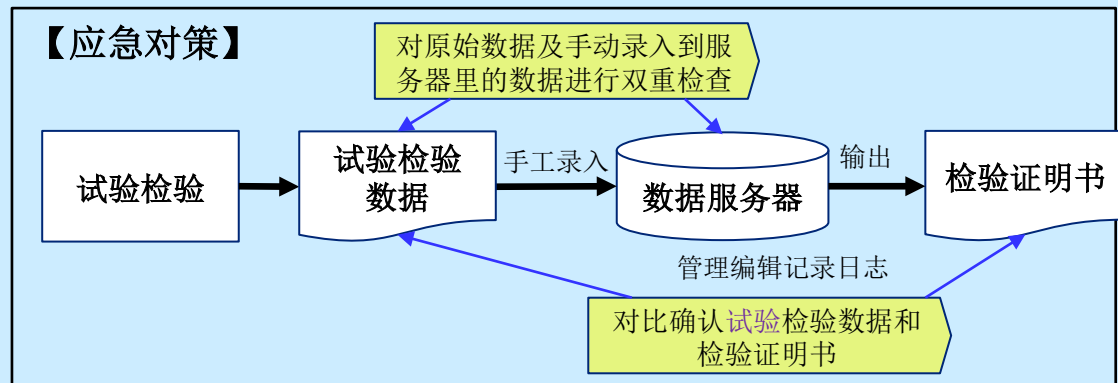 【应急对策】
对原始数据及手动录入到服
务器里的数据进行双重检查
试验检验
试验检验
数据
手工录入
数据服务器
输出
检验证明书
管理编辑记录日志
对比确认试验检验数据和
检验证明书